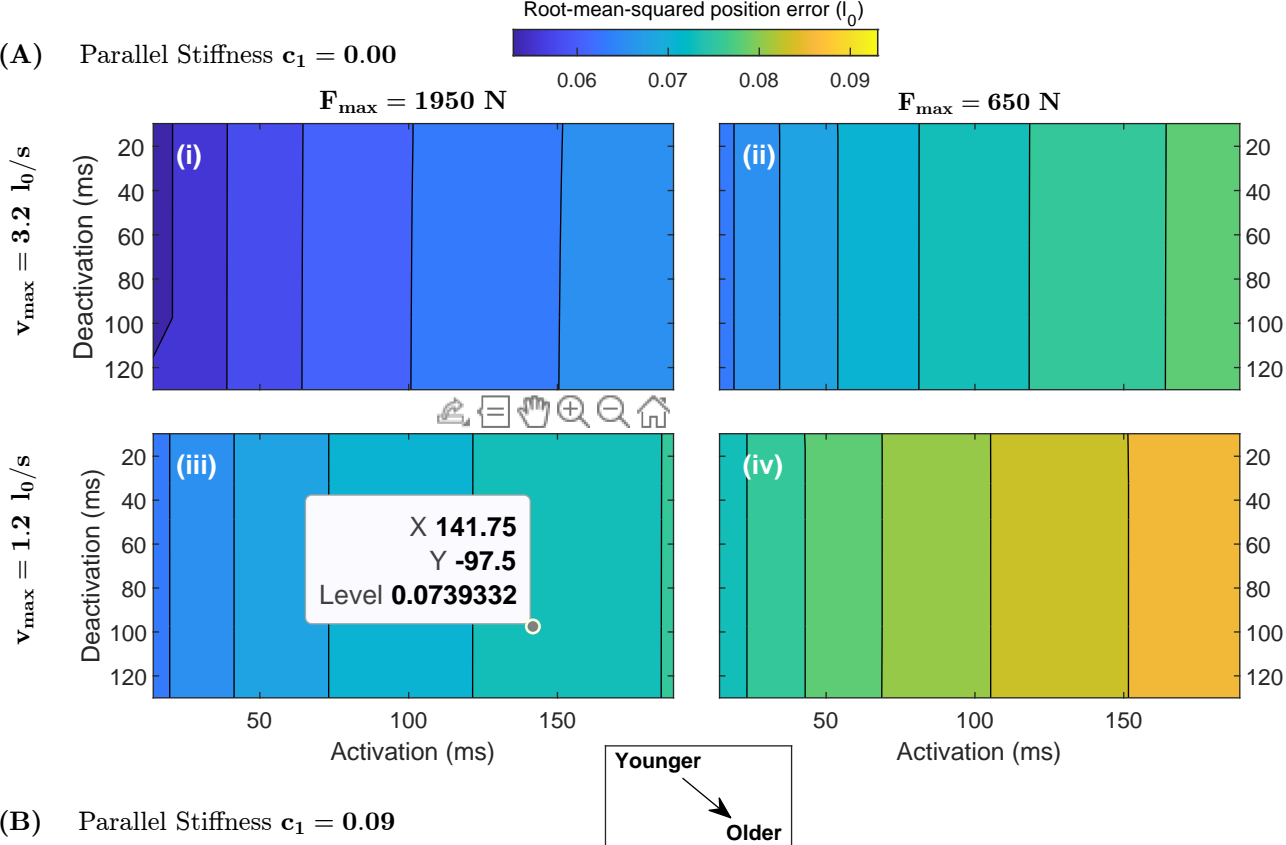 Root-mean-squared position error (l0)
(A) Parallel Stiffness c1 = 0.00
0.06 0.07 0.08 0.09
Fmax = 1950 N Fmax = 650 N
vmax = 3.2 l0/s
Deactivation (ms)
20
40
60
80
100
120
(i)
(ii)
20
40
60
80
100
120
vmax = 1.2 l0/s
Deactivation (ms)
20
40
60
80
100
120
(iii)
X 141.75
Y -97.5
Level 0.0739332
(iv)
20
40
60
80
100
120
50 100 150
Activation (ms)
50 100 150
Activation (ms)
Younger
Older
(B) Parallel Stiffness c1 = 0.09